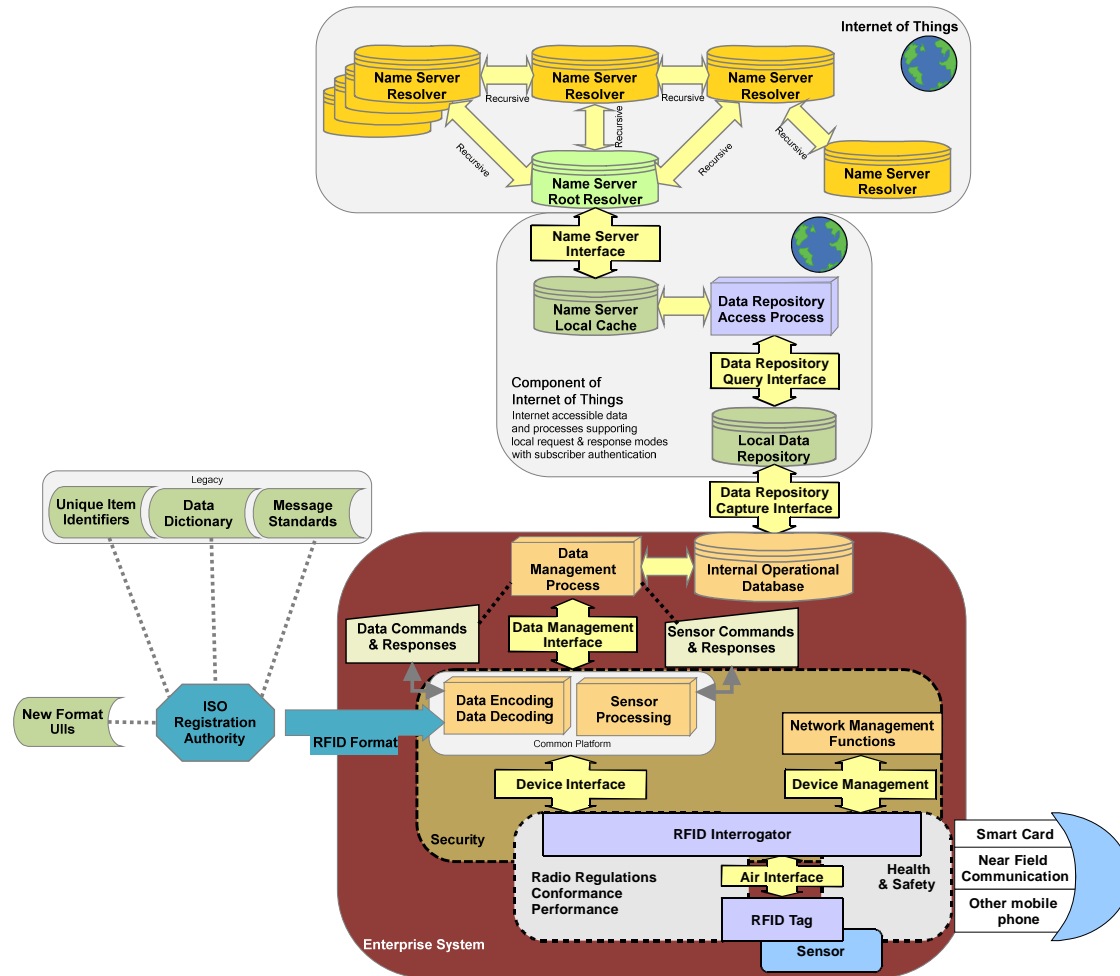 Internet of Things
Name Server
Resolver
Name Server
Resolver
Name Server
Resolver
Recursive
Recursive
Recursive
Recursive
Recursive
Recursive
Name Server
Resolver
Name Server
Root Resolver
Name Server
Interface
Name Server
Local Cache
Data Repository
Access Process
Data Repository
Query Interface
Component of
Internet of Things
Internet accessible data
and processes supporting
local request & response modes
with subscriber authentication
Local Data
Repository
Data Repository
Capture Interface
Legacy
Unique Item
Identifiers
Data
Dictionary
Message
Standards
Data
Management
Process
Internal Operational
Database
Data Commands
& Responses
Data Management
Interface
Sensor Commands
& Responses
New Format
UIIs
ISO
Registration
Authority
RFID Format
Data Encoding
Data Decoding
Sensor
Processing
Common Platform
Network Management
Functions
Device Interface
Device Management
Security
RFID Interrogator
Radio Regulations
Conformance
Performance
Air Interface
Health
& Safety
RFID Tag
Sensor
Enterprise System
Smart Card
Near Field
Communication
Other mobile
phone